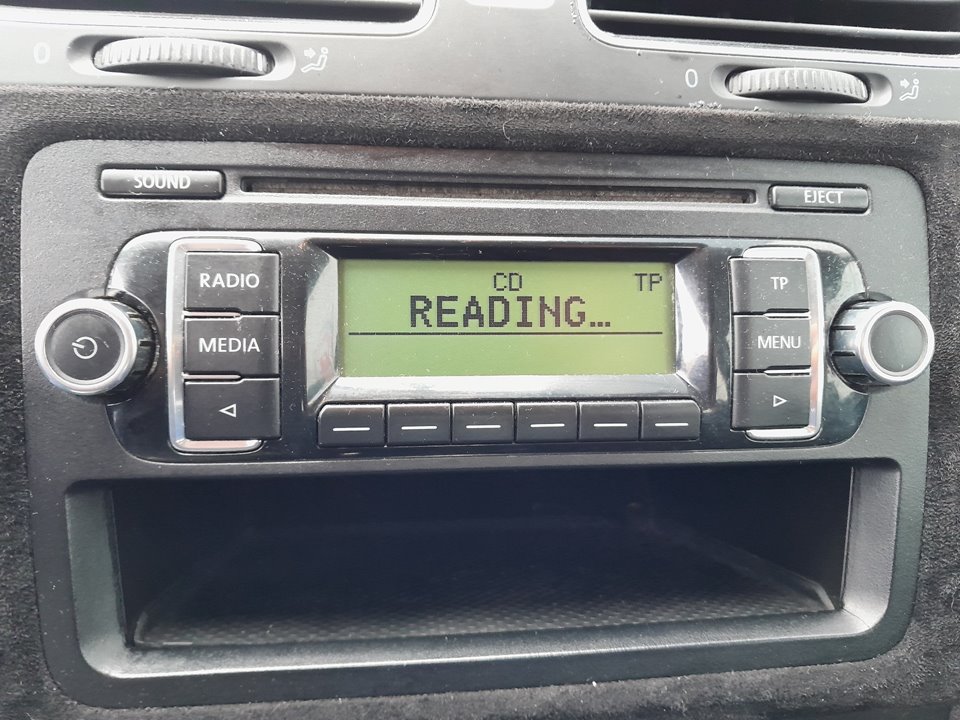 0
0
SOUND
EJECT
RADIO
CD
TP
TP
READING...
MEDIA
MENU